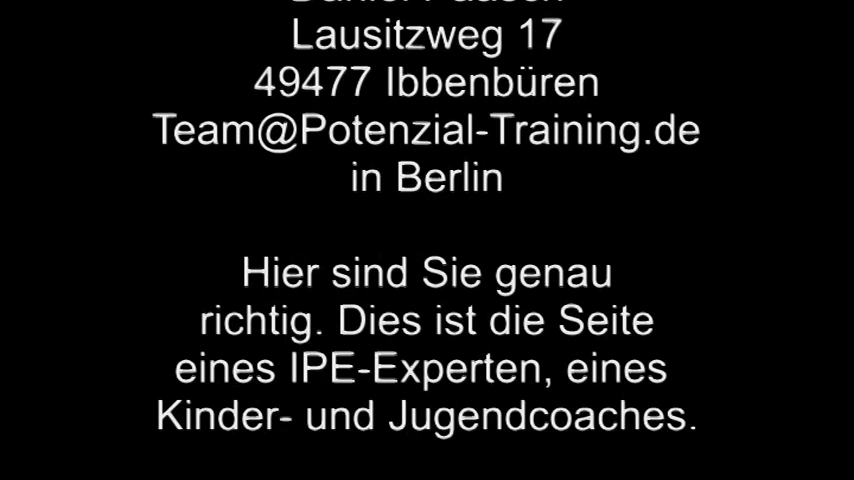 Lausitzweg 17
49477 Ibbenbüren
Team@Potenzial-Training.de
in Berlin
Hier sind Sie genau
richtig. Dies ist die Seite
eines IPE-Experten, eines
Kinder- und Jugendcoaches.